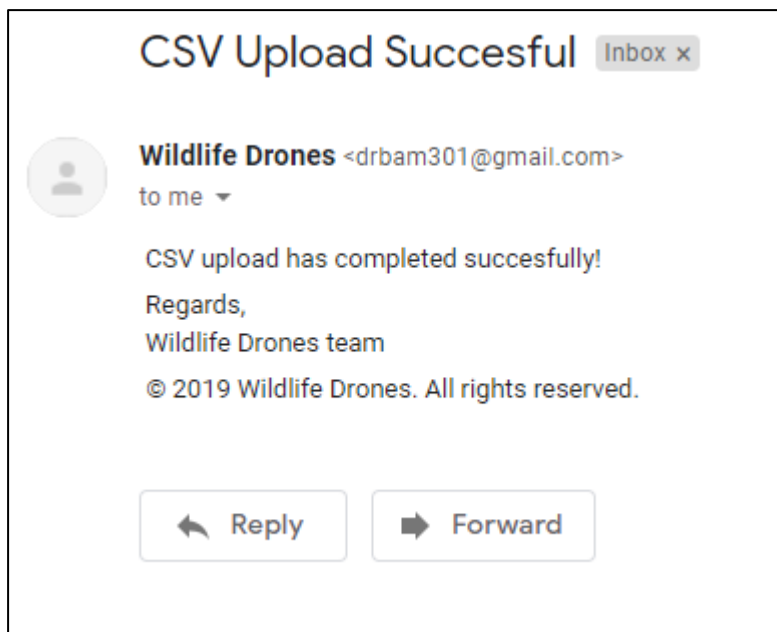 CSV Upload Succesful Inbox x
Wildlife Drones <drbam301@gmail.com>
to me
CSV upload has completed succesfully!
Regards,
Wildlife Drones team
© 2019 Wildlife Drones. All rights reserved.
Reply Forward